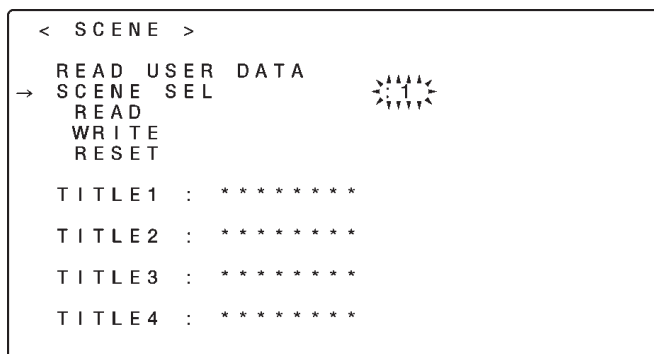 < SCENE >
READ USER DATA
→ SCENE SEL : 1
READ
WRITE
RESET
TITLE1 : ********
TITLE2 : ********
TITLE3 : ********
TITLE4 : ********